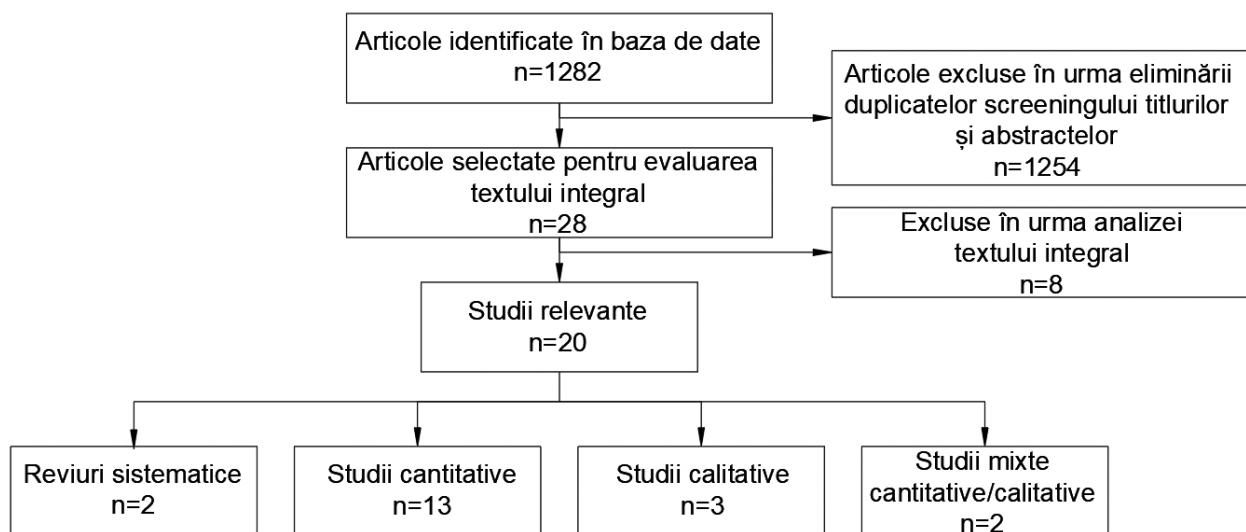 Articole identificate în baza de date
n=1282
Articole excluse în urma eliminării
duplicatelor screeningului titlurilor
și abstractelor
n=1254
Articole selectate pentru evaluarea
textului integral
n=28
Excluse în urma analizei
textului integral
n=8
Studii relevante
n=20
Reviuri sistematice
n=2
Studii cantitative
n=13
Studii calitative
n=3
Studii mixte
cantitative/calitative
n=2